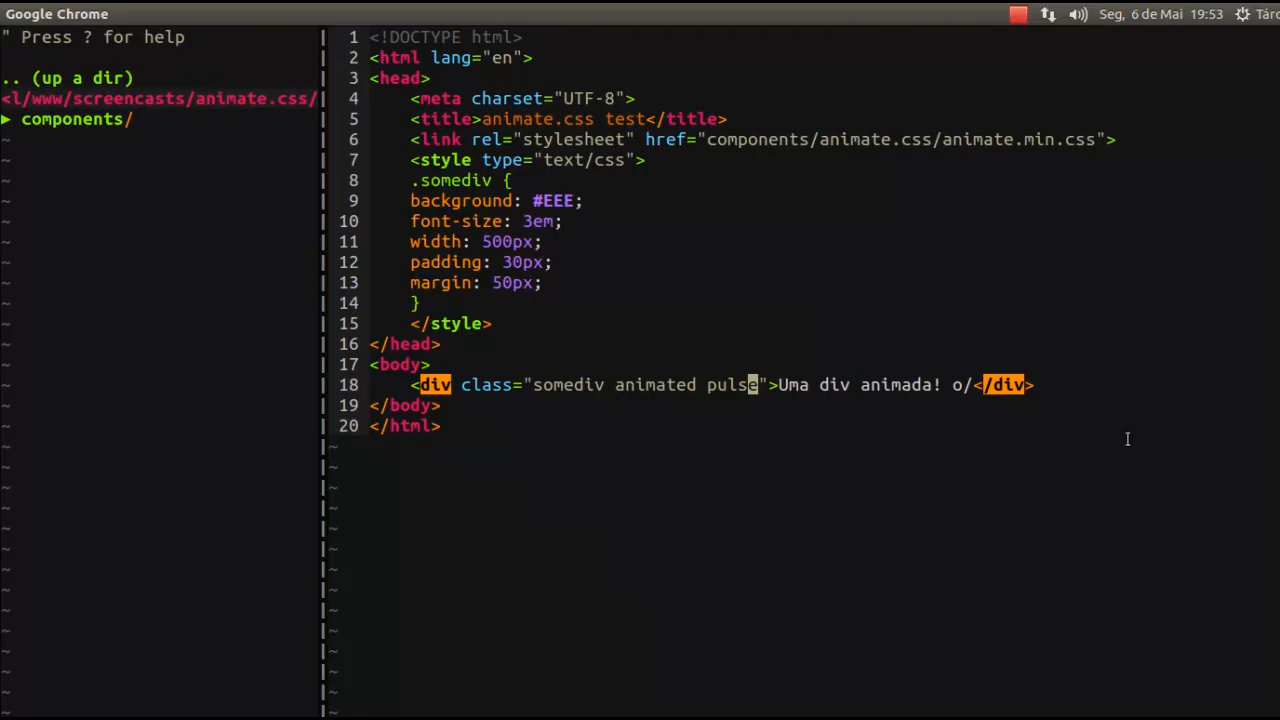 Google Chrome
Seg, 6 de Mai 19:53
" Press ? for help
.. (up a dir)
<l/www/screencasts/animate.css/
▸ components/
1 <!DOCTYPE html>
2 <html lang="en">
3 <head>
4     <meta charset="UTF-8">
5     <title>animate.css test</title>
6     <link rel="stylesheet" href="components/animate.css/animate.min.css">
7     <style type="text/css">
8     .somediv {
9     background: #EEE;
10     font-size: 3em;
11     width: 500px;
12     padding: 30px;
13     margin: 50px;
14     }
15     </style>
16 </head>
17 <body>
18     <div class="somediv animated pulse">Uma div animada! o/</div>
19 </body>
20 </html>